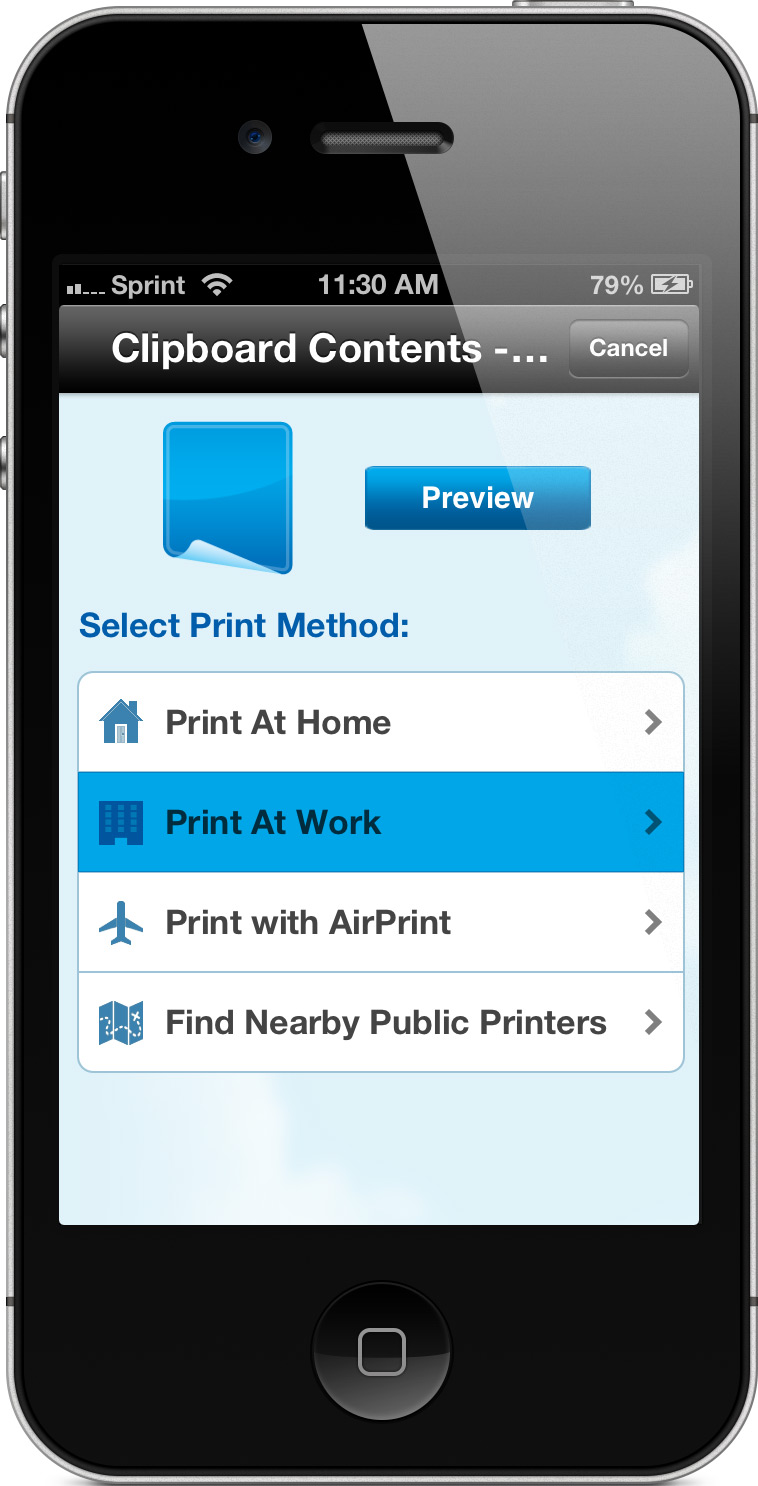 Sprint 11:30 AM 79%
Clipboard Contents -... Cancel
Preview
Select Print Method:
Print At Home
Print At Work
Print with AirPrint
Find Nearby Public Printers